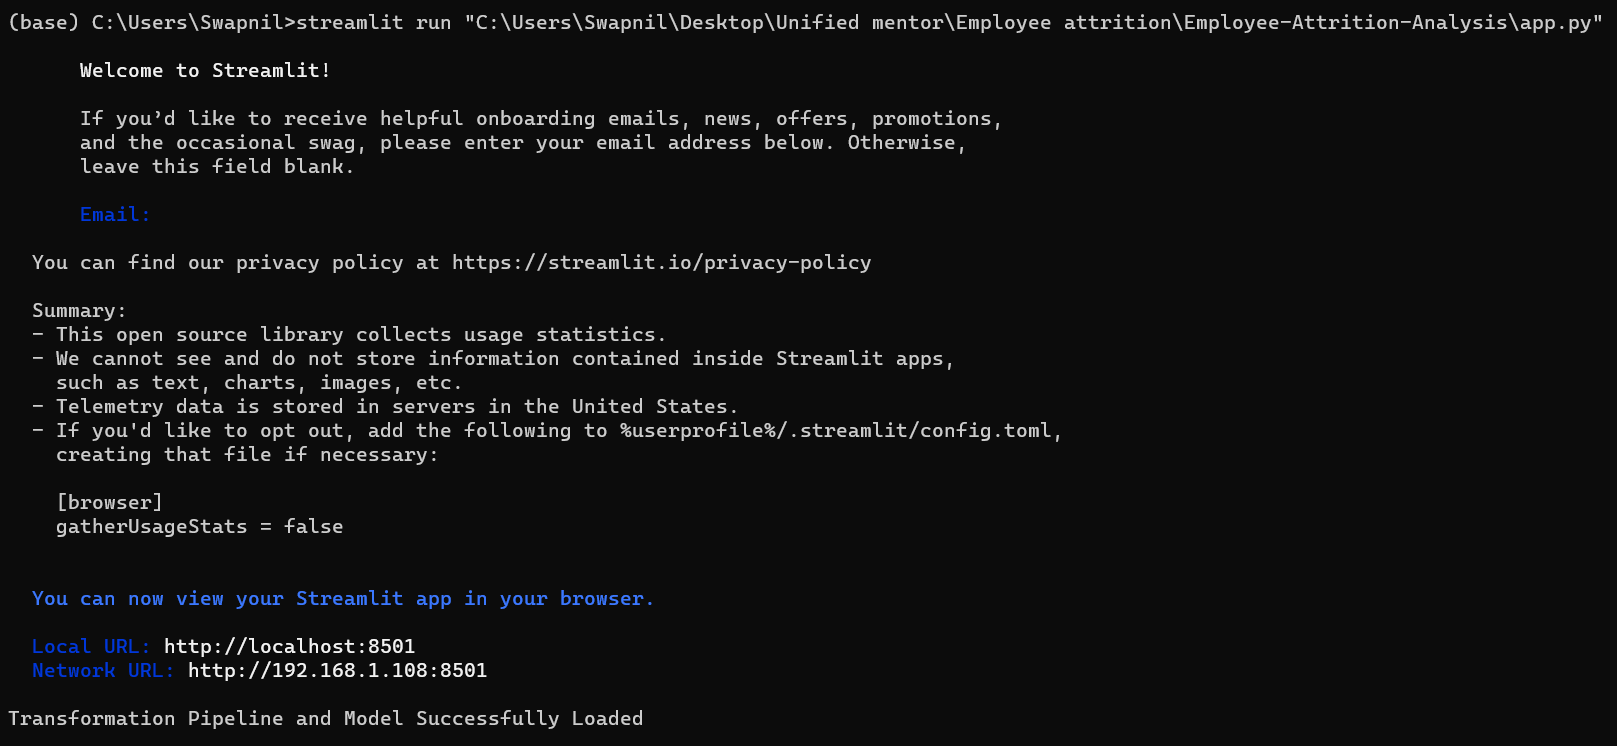 (base) C:\Users\Swapnil>streamlit run "C:\Users\Swapnil\Desktop\Unified mentor\Employee attrition\Employee-Attrition-Analysis\app.py"
Welcome to Streamlit!
If you’d like to receive helpful onboarding emails, news, offers, promotions,
and the occasional swag, please enter your email address below. Otherwise,
leave this field blank.
Email:
You can find our privacy policy at https://streamlit.io/privacy-policy
Summary:
- This open source library collects usage statistics.
- We cannot see and do not store information contained inside Streamlit apps,
such as text, charts, images, etc.
- Telemetry data is stored in servers in the United States.
- If you'd like to opt out, add the following to %userprofile%/.streamlit/config.toml,
creating that file if necessary:
[browser]
gatherUsageStats = false
You can now view your Streamlit app in your browser.
Local URL: http://localhost:8501
Network URL: http://192.168.1.108:8501
Transformation Pipeline and Model Successfully Loaded